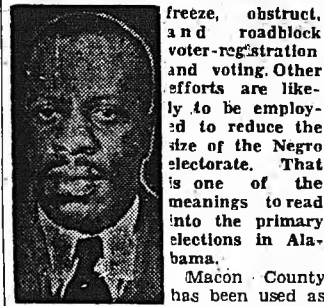 freeze, obstruct,
and roadblock
voter-registration
and voting. Other
efforts are like-
ly to be employ-
ed to reduce the
size of the Negro
electorate. That
is one of the
meanings to read
into the primary
elections in Ala-
bama.
Macon County
has been used as